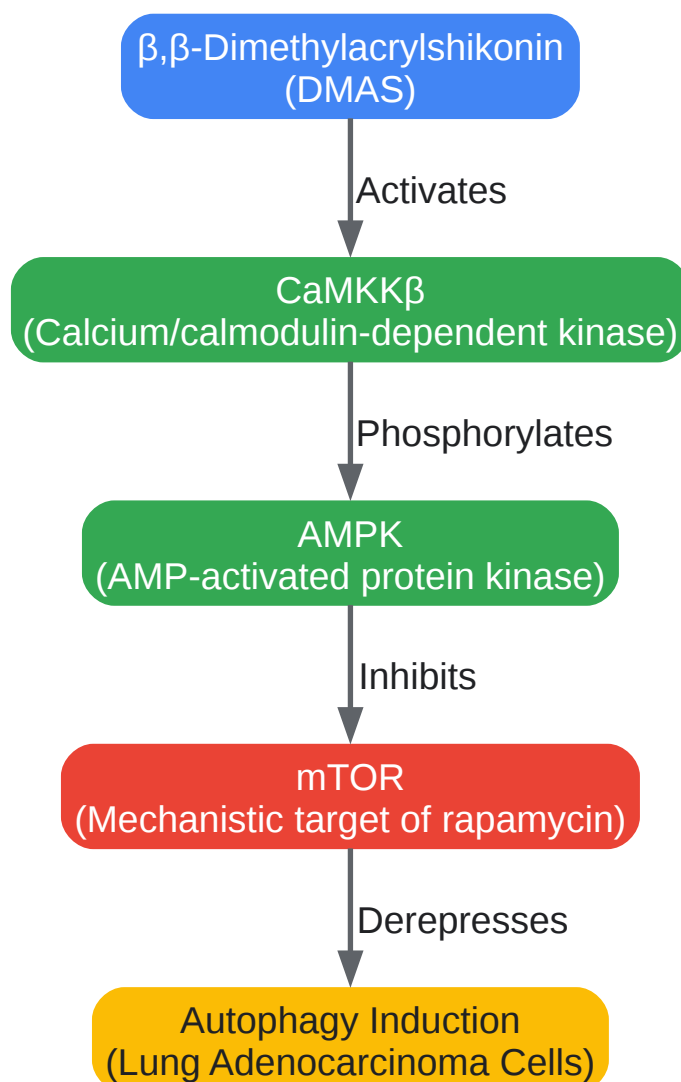 β,β-Dimethylacrylshikonin
(DMAS)
Activates
CaMKKβ
(Calcium/calmodulin-dependent kinase)
Phosphorylates
AMPK
(AMP-activated protein kinase)
Inhibits
mTOR
(Mechanistic target of rapamycin)
Derepresses
Autophagy Induction
(Lung Adenocarcinoma Cells)